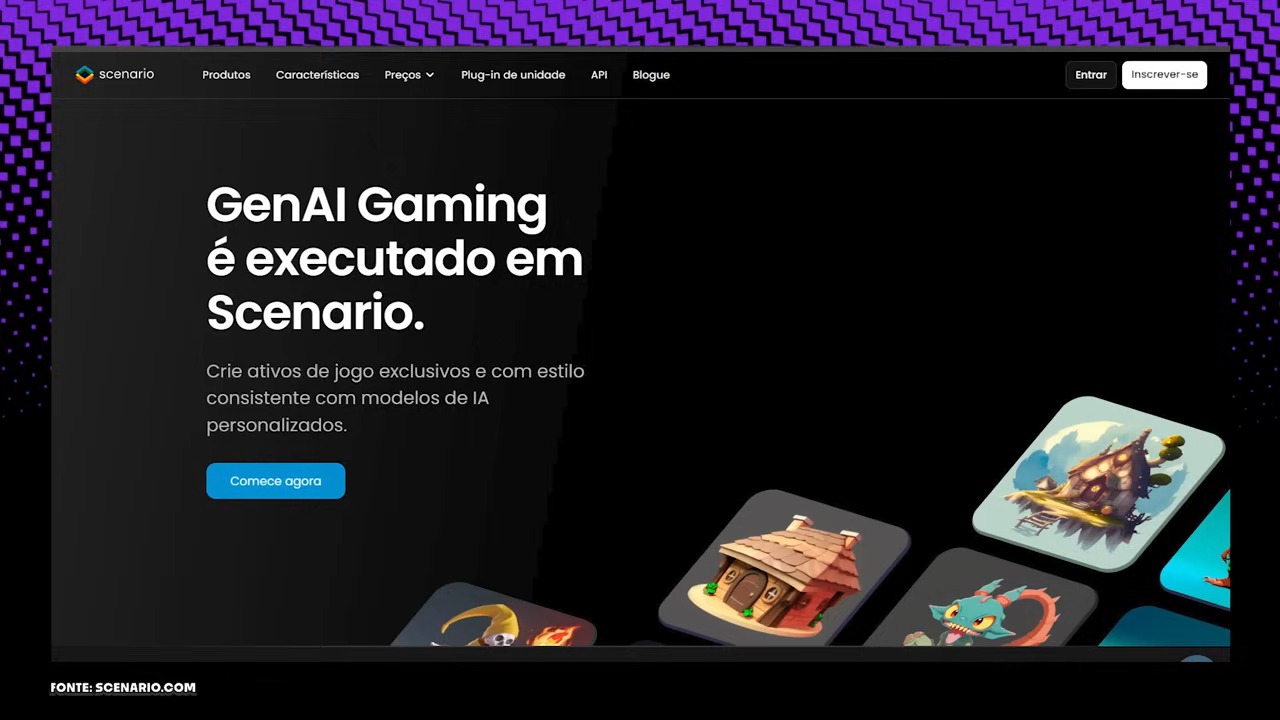 scenario
Produtos
Características
Preços
Plug-in de unidade
API
Blogue
Entrar
Inscrever-se
GenAI Gaming
é executado em
Scenario.
Crie ativos de jogo exclusivos e com estilo
consistente com modelos de IA
personalizados.
Comece agora
FONTE: SCENARIO.COM